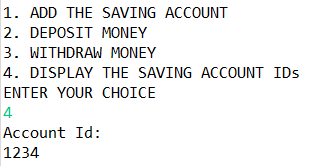 1. ADD THE SAVING ACCOUNT
2. DEPOSIT MONEY
3. WITHDRAW MONEY
4. DISPLAY THE SAVING ACCOUNT IDs
ENTER YOUR CHOICE
4
Account Id:
1234